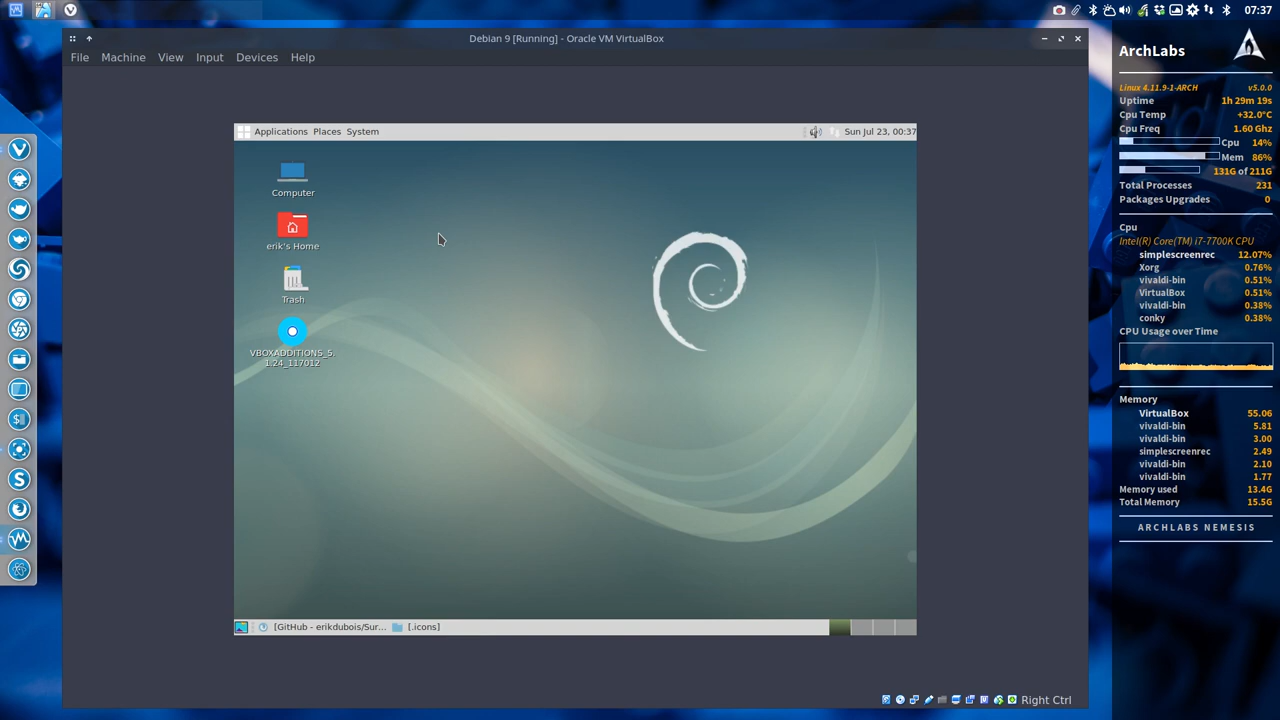 07:37
Debian 9 [Running] - Oracle VM VirtualBox
File Machine View Input Devices Help
Applications Places System
Sun Jul 23, 00:37
Computer
erik's Home
Trash
VBOXADDITIONS_5.
1.24_117012
[GitHub - erikdubois/Sur...
[.icons]
Right Ctrl
ArchLabs
Linux 4.11.9-1-ARCH v5.0.0
Uptime 1h 29m 19s
Cpu Temp +32.0°C
Cpu Freq 1.60 Ghz
Cpu 14%
Mem 86%
131G of 211G
Total Processes 231
Packages Upgrades 0
Cpu
Intel(R) Core(TM) i7-7700K CPU
simplescreenrec 12.07%
Xorg 0.76%
vivaldi-bin 0.51%
VirtualBox 0.51%
vivaldi-bin 0.38%
conky 0.38%
CPU Usage over Time
Memory
VirtualBox 55.06
vivaldi-bin 5.81
vivaldi-bin 3.00
simplescreenrec 2.49
vivaldi-bin 2.10
vivaldi-bin 1.77
Memory used 13.4G
Total Memory 15.5G
ARCHLABS NEMESIS